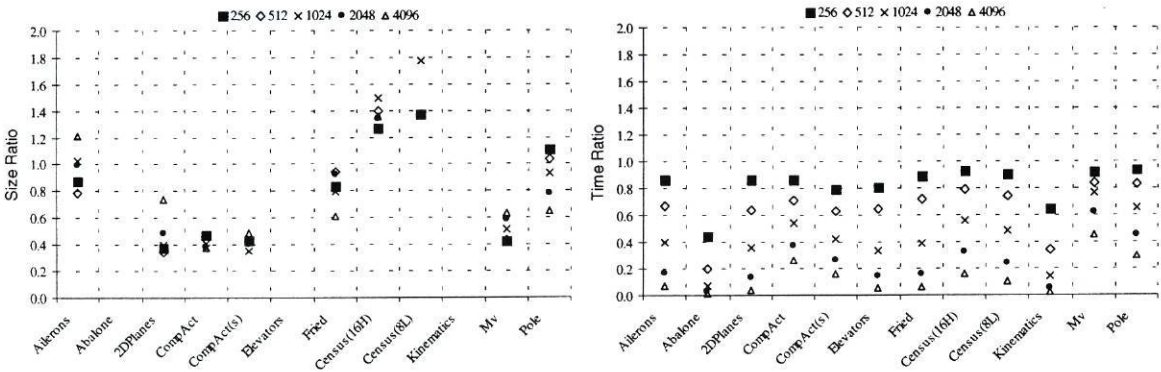 256 512 1024 2048 4096
2.0
1.8
1.6
1.4
1.2
1.0
0.8
0.6
0.4
0.2
0.0
Size Ratio
Ailerons
Abalone
2DPlanes
CompAct
CompAct(s)
Elevators
Fried
Census(16H)
Census(8L)
Kinematics
Mv
Pole
256 512 1024 2048 4096
2.0
1.8
1.6
1.4
1.2
1.0
0.8
0.6
0.4
0.2
0.0
Time Ratio
Ailerons
Abalone
2DPlanes
CompAct
CompAct(s)
Elevators
Fried
Census(16H)
Census(8L)
Kinematics
Mv
Pole